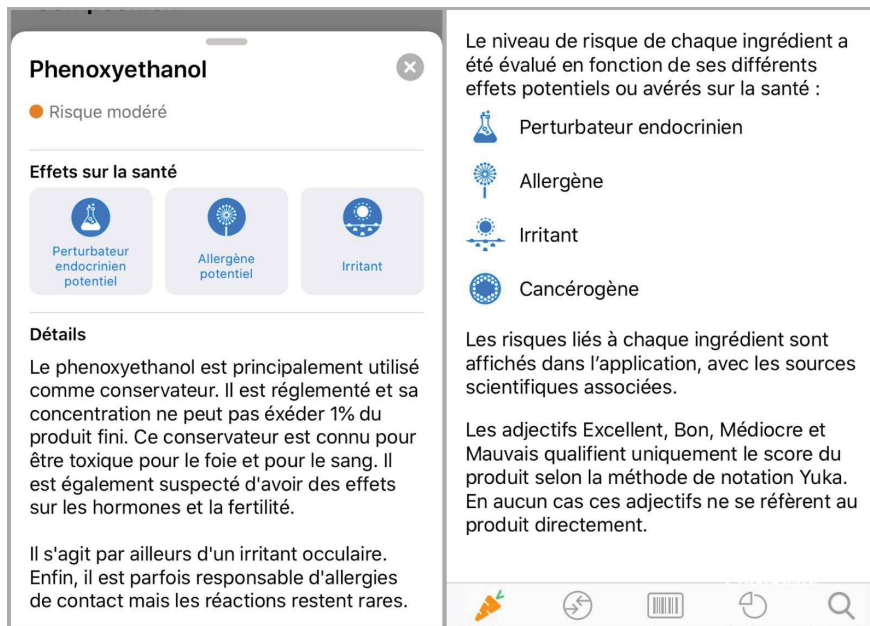 Phenoxyethanol
Risque modéré
Effets sur la santé
Perturbateur
endocrinien
potentiel
Allergène
potentiel
Irritant
Détails
Le phenoxyethanol est principalement utilisé
comme conservateur. Il est réglementé et sa
concentration ne peut pas éxéder 1% du
produit fini. Ce conservateur est connu pour
être toxique pour le foie et pour le sang. Il
est également suspecté d'avoir des effets
sur les hormones et la fertilité.
Il s'agit par ailleurs d'un irritant occulaire.
Enfin, il est parfois responsable d'allergies
de contact mais les réactions restent rares.
Le niveau de risque de chaque ingrédient a
été évalué en fonction de ses différents
effets potentiels ou avérés sur la santé :
Perturbateur endocrinien
Allergène
Irritant
Cancérogène
Les risques liés à chaque ingrédient sont
affichés dans l’application, avec les sources
scientifiques associées.
Les adjectifs Excellent, Bon, Médiocre et
Mauvais qualifient uniquement le score du
produit selon la méthode de notation Yuka.
En aucun cas ces adjectifs ne se réfèrent au
produit directement.